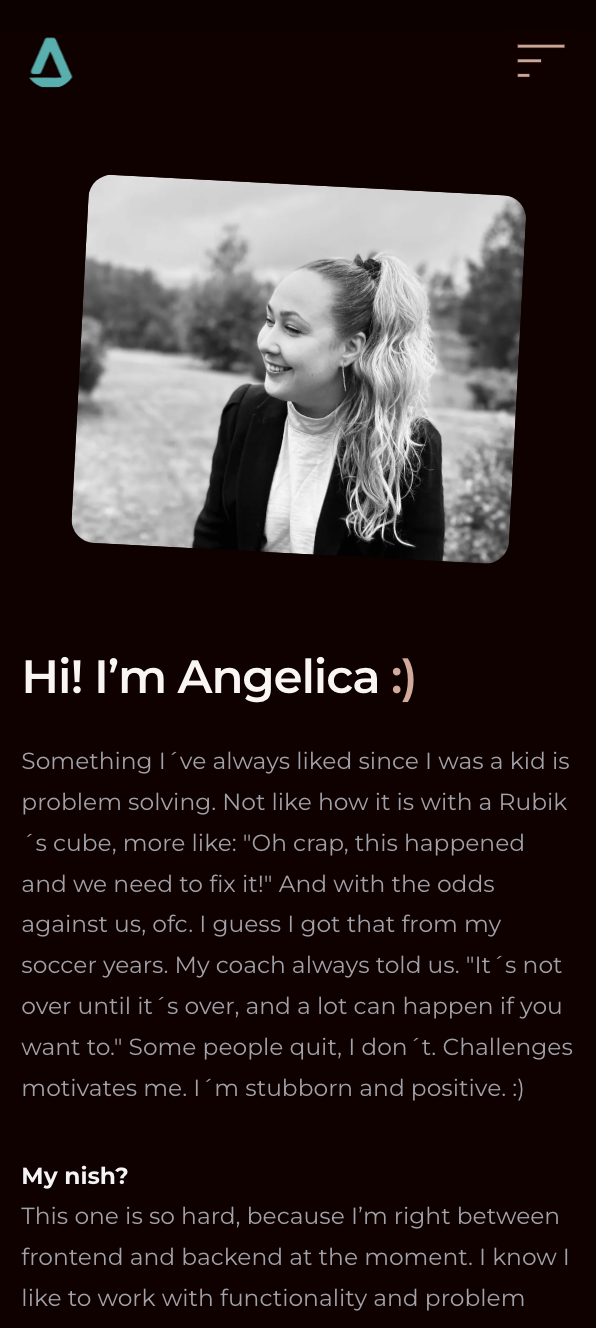 Hi! I’m Angelica :)
Something I´ve always liked since I was a kid is
problem solving. Not like how it is with a Rubik
´s cube, more like: "Oh crap, this happened
and we need to fix it!" And with the odds
against us, ofc. I guess I got that from my
soccer years. My coach always told us. "It´s not
over until it´s over, and a lot can happen if you
want to." Some people quit, I don´t. Challenges
motivates me. I´m stubborn and positive. :)
My nish?
This one is so hard, because I’m right between
frontend and backend at the moment. I know I
like to work with functionality and problem